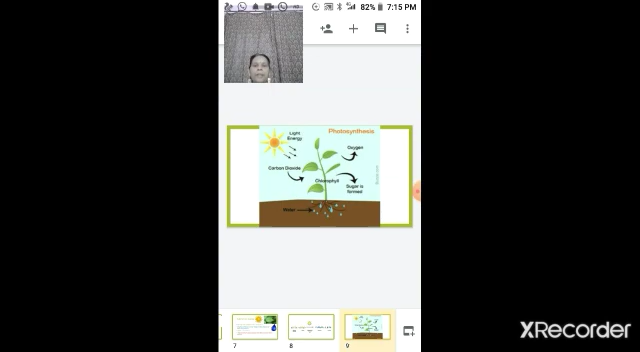 82% 7:15 PM
Photosynthesis
Light
Energy
Oxygen
Carbon Dioxide
Chlorophyll
Sugar is
formed
Water
7
8
9
XRecorder